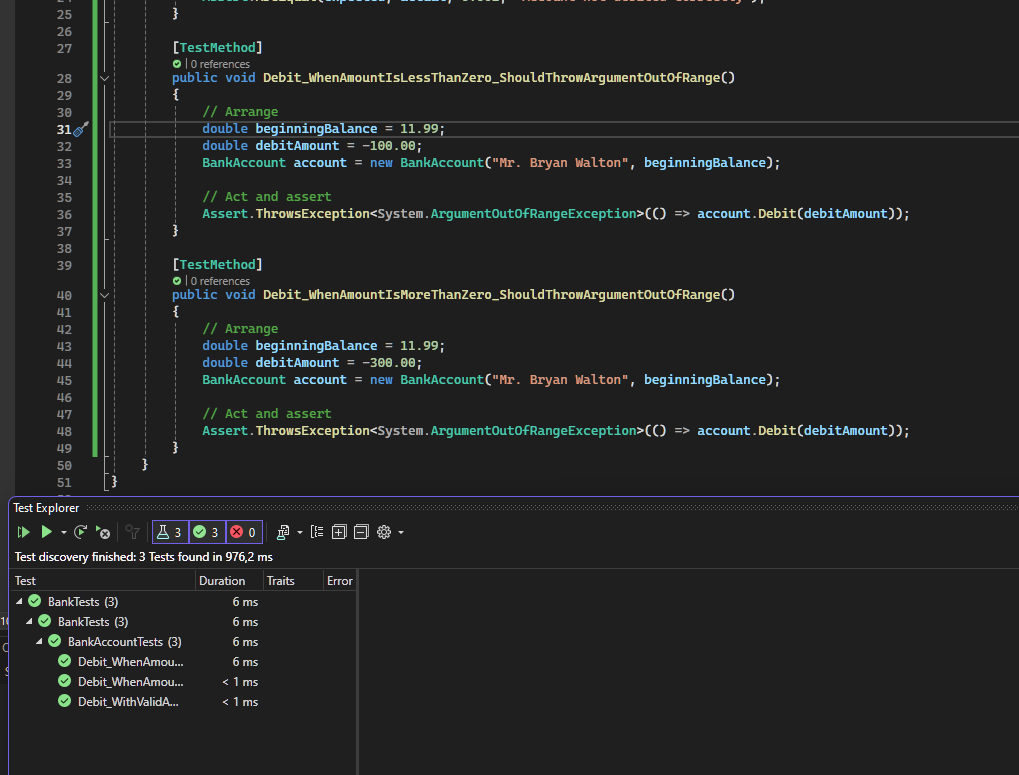 25 }
26
27 [TestMethod]
0 references
28 public void Debit_WhenAmountIsLessThanZero_ShouldThrowArgumentOutOfRange()
29 {
30 // Arrange
31 double beginningBalance = 11.99;
32 double debitAmount = -100.00;
33 BankAccount account = new BankAccount("Mr. Bryan Walton", beginningBalance);
34
35 // Act and assert
36 Assert.ThrowsException<System.ArgumentOutOfRangeException>(() => account.Debit(debitAmount));
37 }
38
39 [TestMethod]
0 references
40 public void Debit_WhenAmountIsMoreThanZero_ShouldThrowArgumentOutOfRange()
41 {
42 // Arrange
43 double beginningBalance = 11.99;
44 double debitAmount = -300.00;
45 BankAccount account = new BankAccount("Mr. Bryan Walton", beginningBalance);
46
47 // Act and assert
48 Assert.ThrowsException<System.ArgumentOutOfRangeException>(() => account.Debit(debitAmount));
49 }
50 }
51 }
Test Explorer
3 3 0
Test discovery finished: 3 Tests found in 976,2 ms
Test Duration Traits Error
BankTests (3) 6 ms
BankTests (3) 6 ms
BankAccountTests (3) 6 ms
Debit_WhenAmou... 6 ms
Debit_WhenAmou... < 1 ms
Debit_WithValidA... < 1 ms